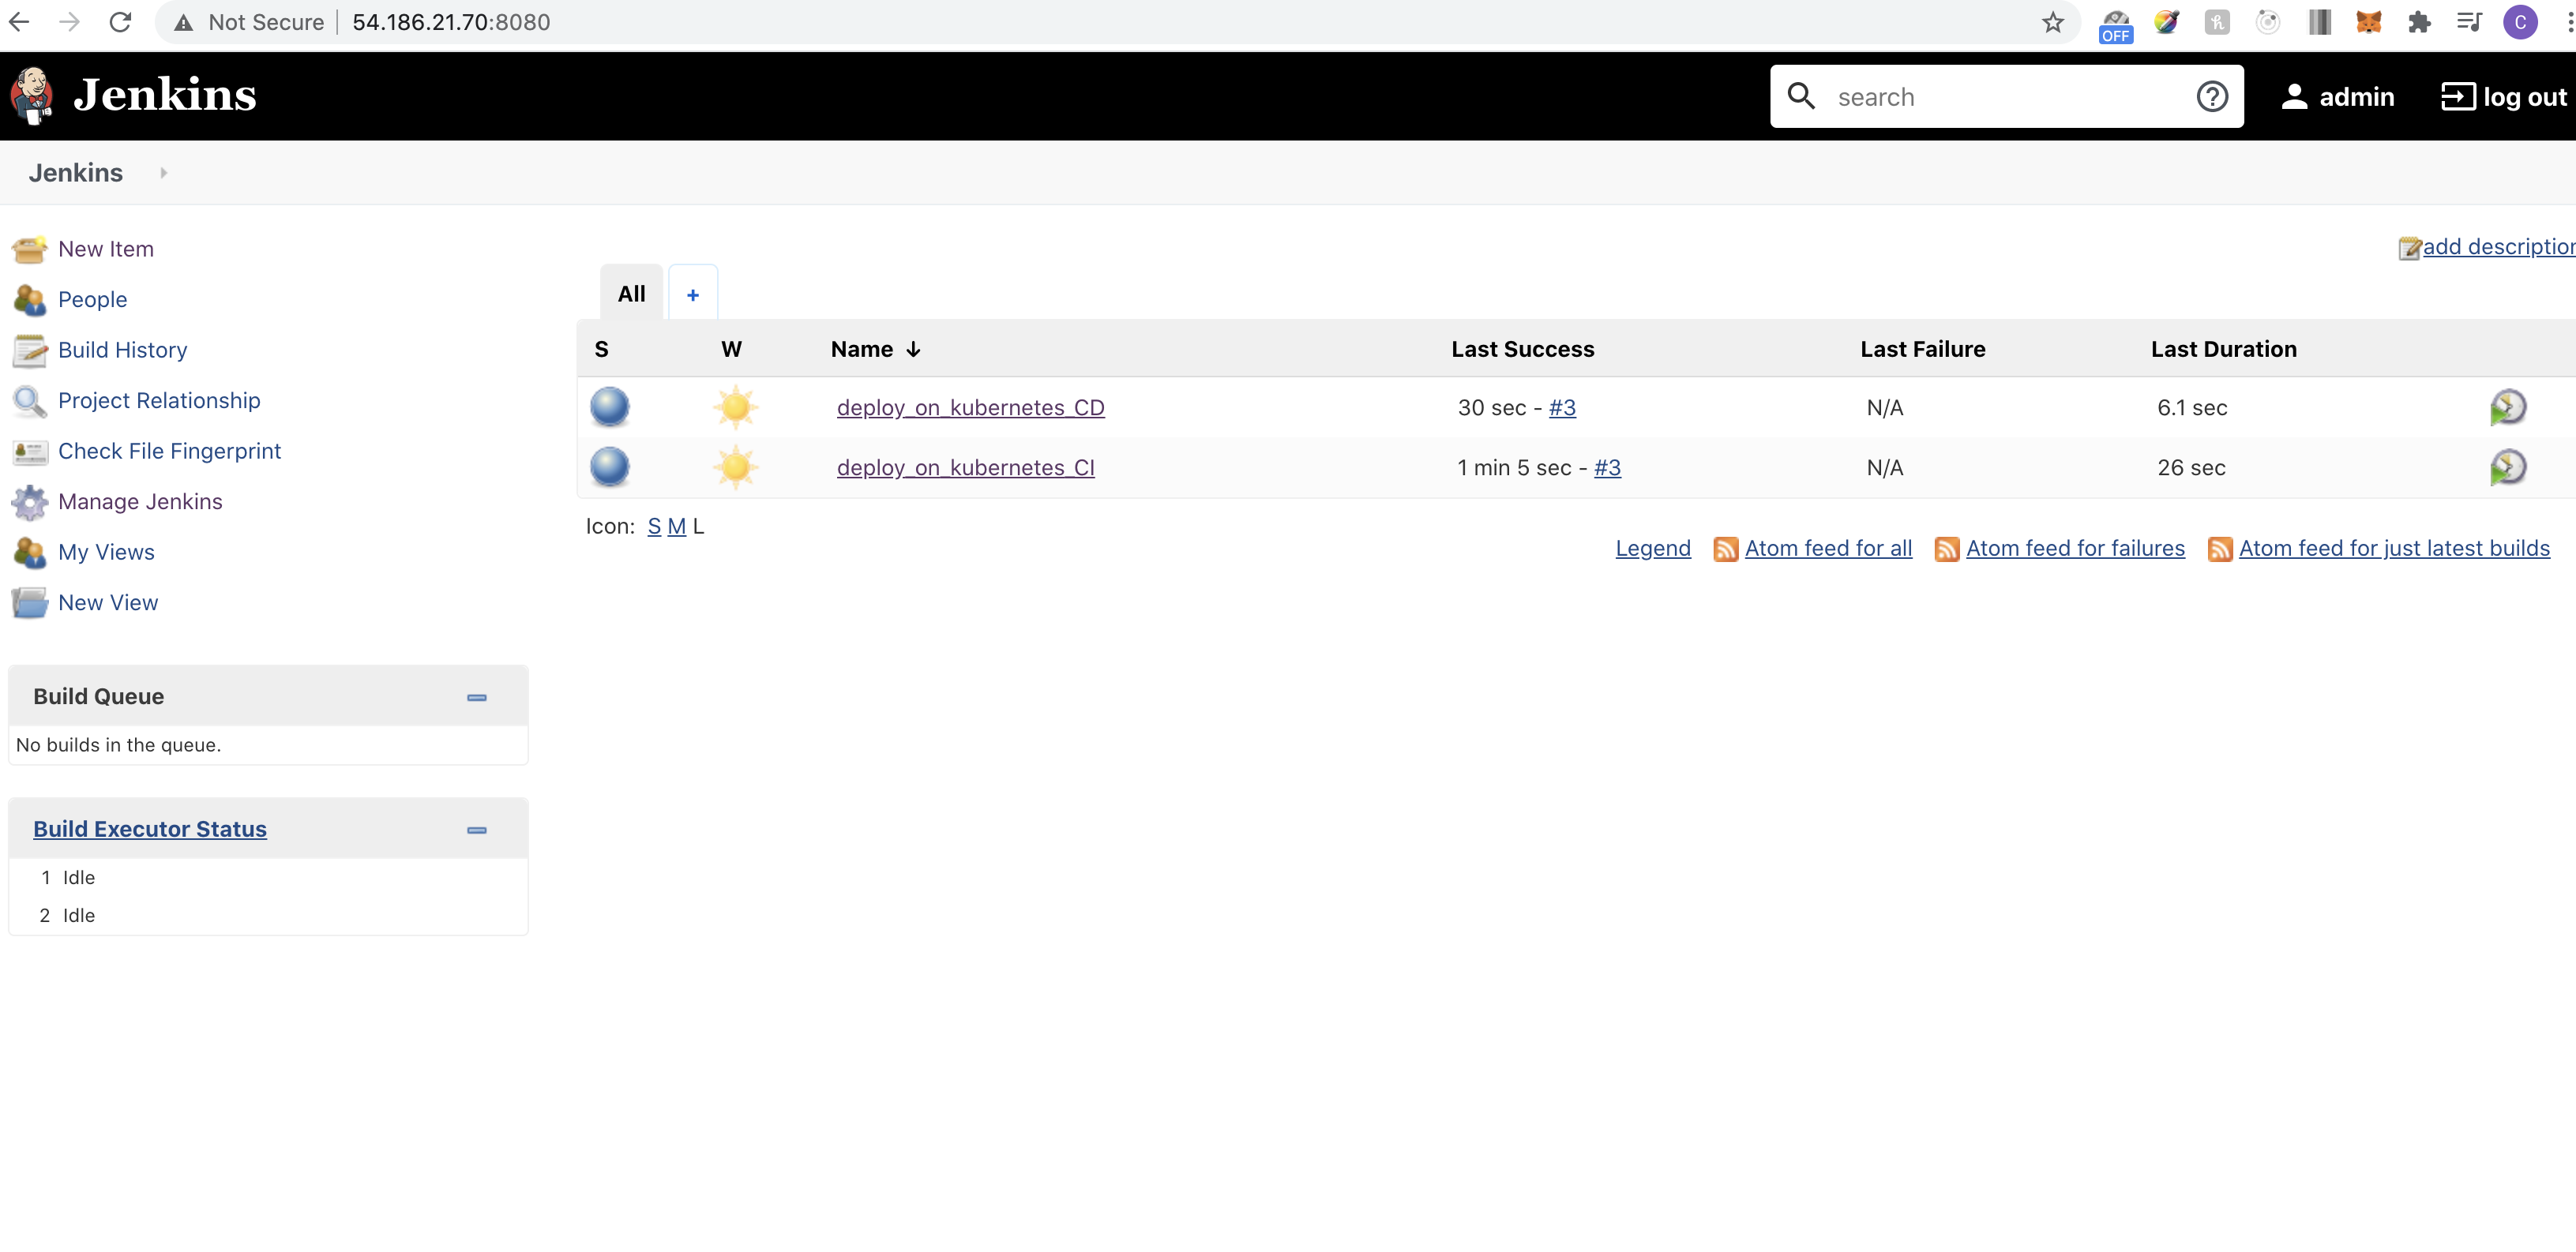 Not Secure 54.186.21.70:8080
OFF
C
Jenkins
search
admin
log out
Jenkins
New Item
People
Build History
Project Relationship
Check File Fingerprint
Manage Jenkins
My Views
New View
Build Queue
No builds in the queue.
Build Executor Status
1 Idle
2 Idle
add description
All +
S W Name ↓ Last Success Last Failure Last Duration
deploy_on_kubernetes_CD 30 sec - #3 N/A 6.1 sec
deploy_on_kubernetes_CI 1 min 5 sec - #3 N/A 26 sec
Icon: S M L
Legend Atom feed for all Atom feed for failures Atom feed for just latest builds